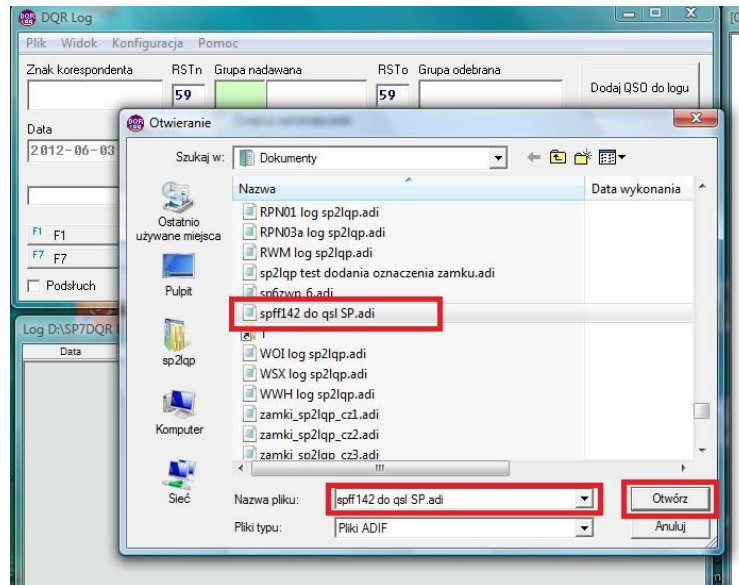 DQR Log
Plik Widok Konfiguracja Pomoc
Znak korespondenta RSTn Grupa nadawana RSTo Grupa odebrana
59 59
Dodaj QSO do logu
Data
2012-06-03
F1 F1
F7 F7
Podsłuch
Log D:\SP7DQR
Data
Otwieranie
Szukaj w: Dokumenty
Nazwa Data wykonania
Ostatnio używane miejsca
Pulpit
sp2lqp
Komputer
Sieć
RPN01 log sp2lqp.adi
RPN03a log sp2lqp.adi
RWM log sp2lqp.adi
sp2lqp test dodania oznaczenia zamku.adi
sp6zwp_6.adi
spff142 do qsl SP.adi
T
WOI log sp2lqp.adi
WSX log sp2lqp.adi
WWH log sp2lqp.adi
zamki_sp2lqp_cz1.adi
zamki_sp2lqp_cz2.adi
zamki_sp2lqp_cz3.adi
Nazwa pliku: spff142 do qsl SP.adi Otwórz
Pliki typu: Pliki ADIF Anuluj